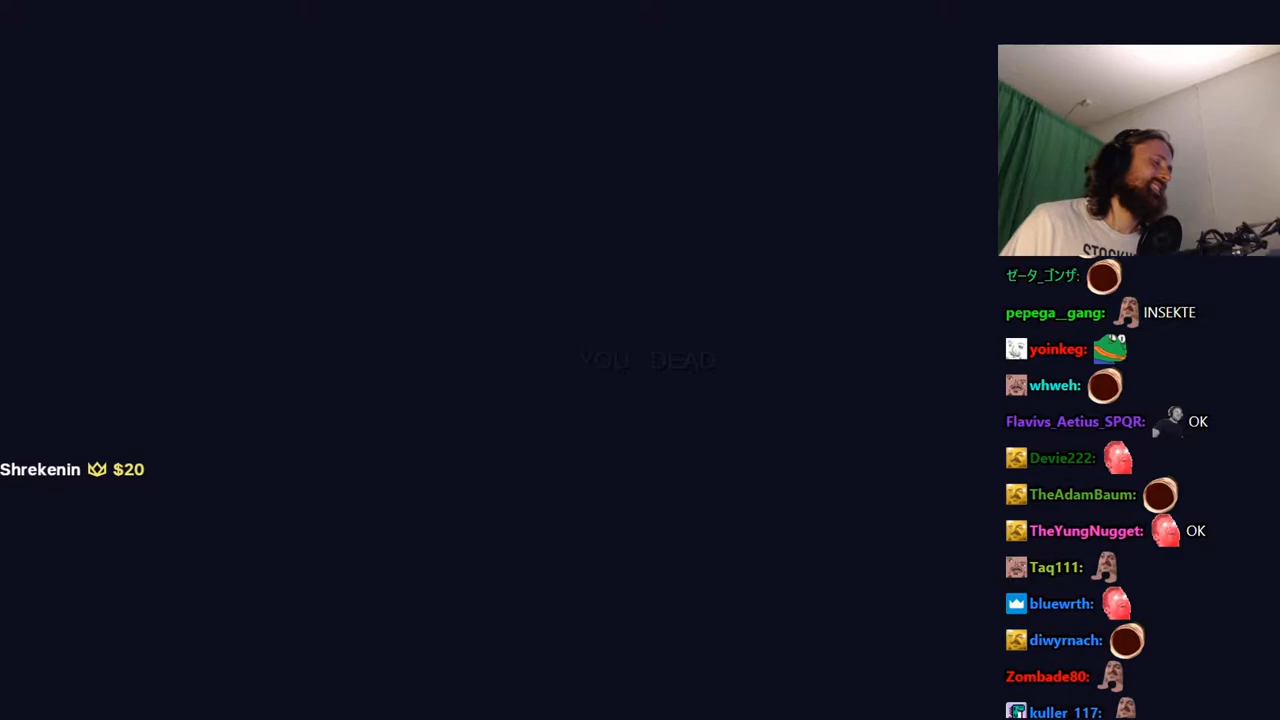 STOCKH
ゼータ_ゴンザ:
pepega__gang: INSEKTE
yoinkeg:
YOU DEAD
whweh:
Flavivs_Aetius_SPQR: OK
Devie222:
Shrekenin $20
TheAdamBaum:
TheYungNugget: OK
Taq111:
bluewrth:
diwyrnach:
Zombade80:
kuller_117: